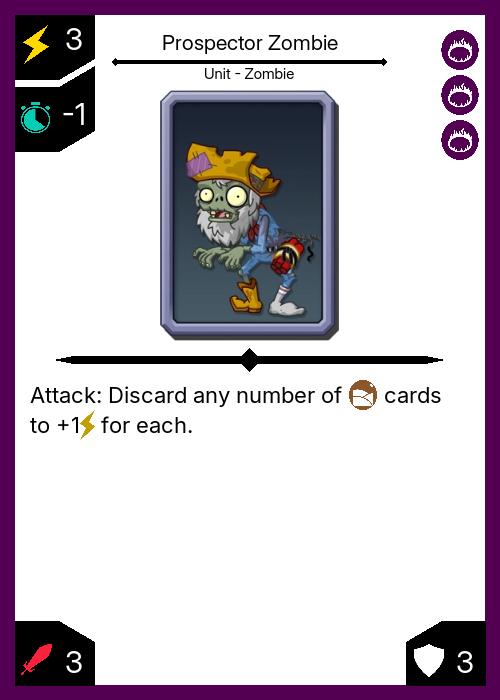 3
Prospector Zombie
Unit - Zombie
-1
Attack: Discard any number of cards
to +1 for each.
3
3